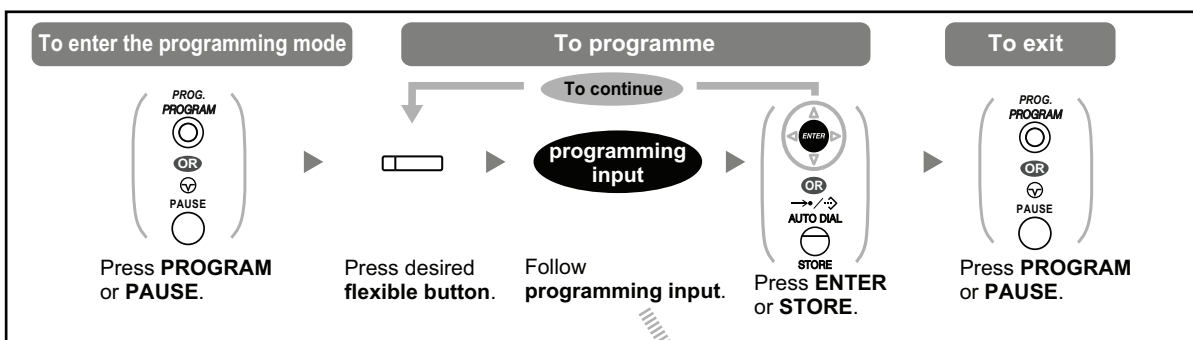 To enter the programming mode
To programme
To exit
To continue
PROG.
PROGRAM
OR
PAUSE
Press PROGRAM
or PAUSE.
Press desired
flexible button.
programming
input
Follow
programming input.
ENTER
OR
AUTO DIAL
STORE
Press ENTER
or STORE.
PROG.
PROGRAM
OR
PAUSE
Press PROGRAM
or PAUSE.